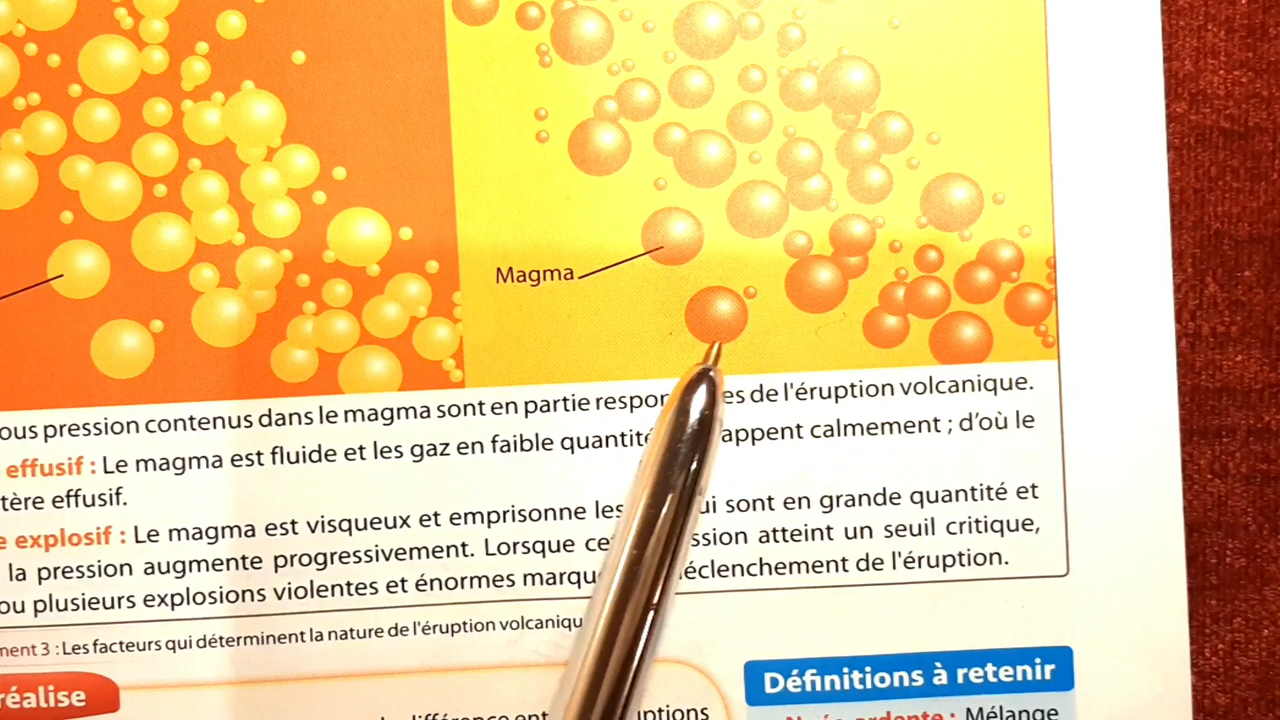 Magma
ous pression contenus dans le magma sont en partie respon es de l'éruption volcanique.
effusif : Le magma est fluide et les gaz en faible quantité appent calmement ; d'où le
tère effusif.
e explosif : Le magma est visqueux et emprisonne les ui sont en grande quantité et
la pression augmente progressivement. Lorsque ce ssion atteint un seuil critique,
ou plusieurs explosions violentes et énormes marqu éclenchement de l'éruption.
ment 3 : Les facteurs qui déterminent la nature de l'éruption volcaniqu
réalise
Définitions à retenir
uptions
Mélange